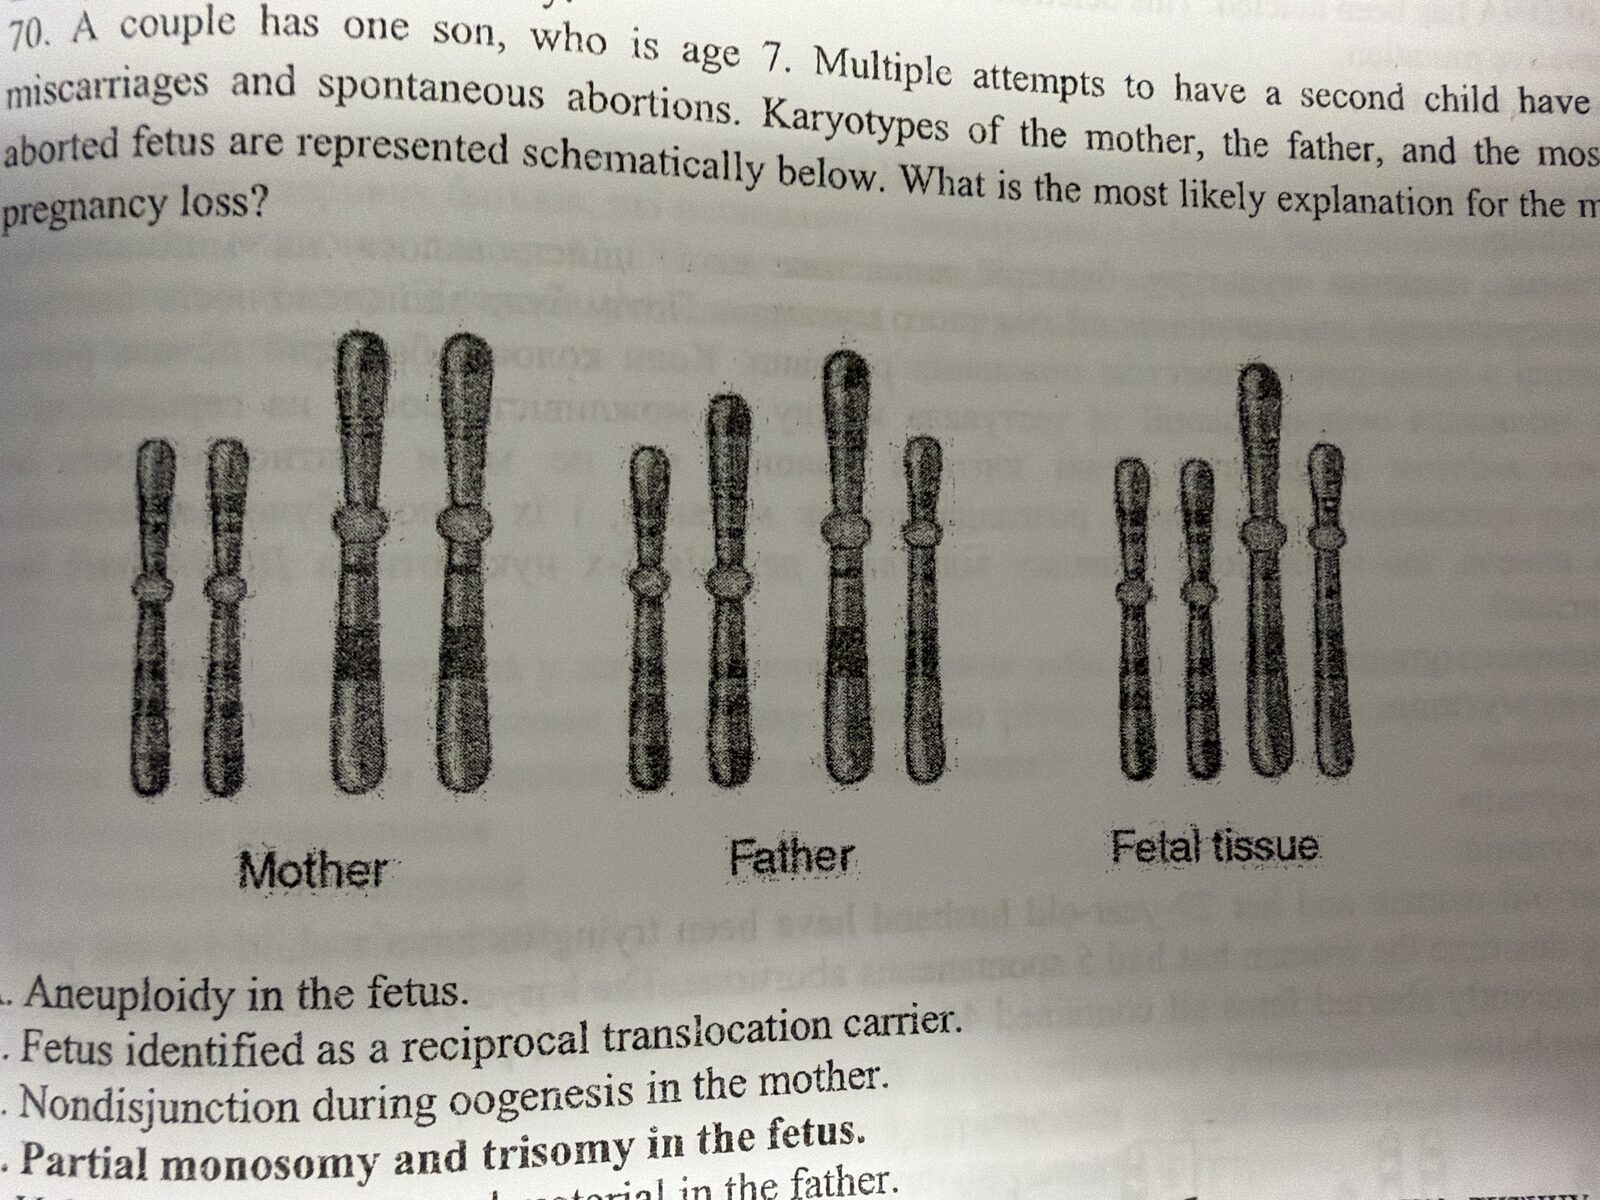 70. A couple has one son, who is age 7. Multiple attempts to have a second child have
miscarriages and spontaneous abortions. Karyotypes of the mother, the father, and the mos
aborted fetus are represented schematically below. What is the most likely explanation for the m
pregnancy loss?
Mother
Father
Fetal tissue
. Aneuploidy in the fetus.
. Fetus identified as a reciprocal translocation carrier.
. Nondisjunction during oogenesis in the mother.
. Partial monosomy and trisomy in the fetus.
in the father.